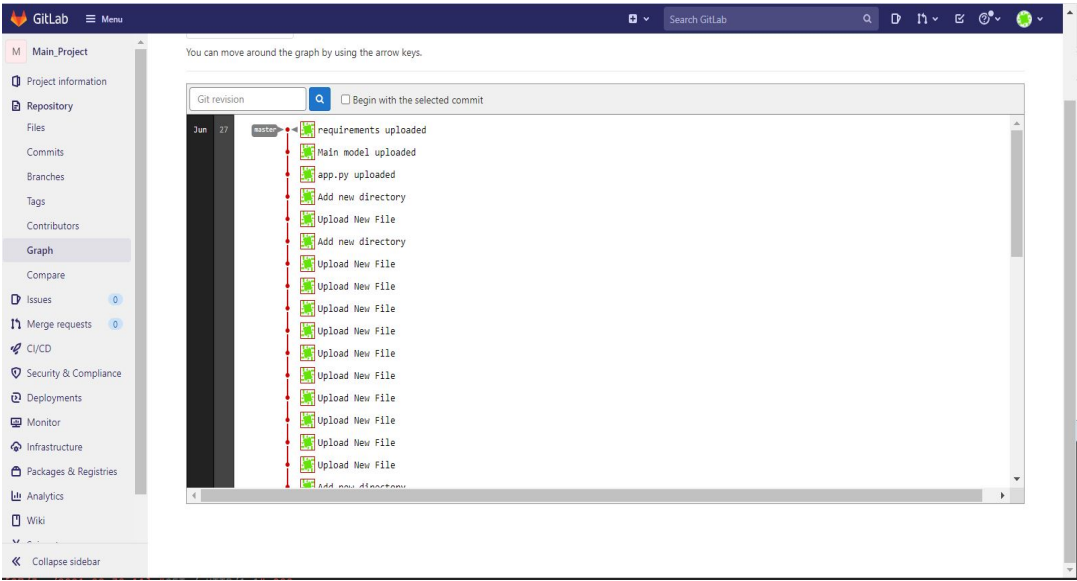 GitLab Menu Search GitLab
M Main_Project
Project information
Repository
Files
Commits
Branches
Tags
Contributors
Graph
Compare
Issues 0
Merge requests 0
CI/CD
Security & Compliance
Deployments
Monitor
Infrastructure
Packages & Registries
Analytics
Wiki
Collapse sidebar
You can move around the graph by using the arrow keys.
Git revision Begin with the selected commit
Jun 27 master requirements uploaded
Main model uploaded
app.py uploaded
Add new directory
Upload New File
Add new directory
Upload New File
Upload New File
Upload New File
Upload New File
Upload New File
Upload New File
Upload New File
Upload New File
Upload New File
Upload New File
Add new directory